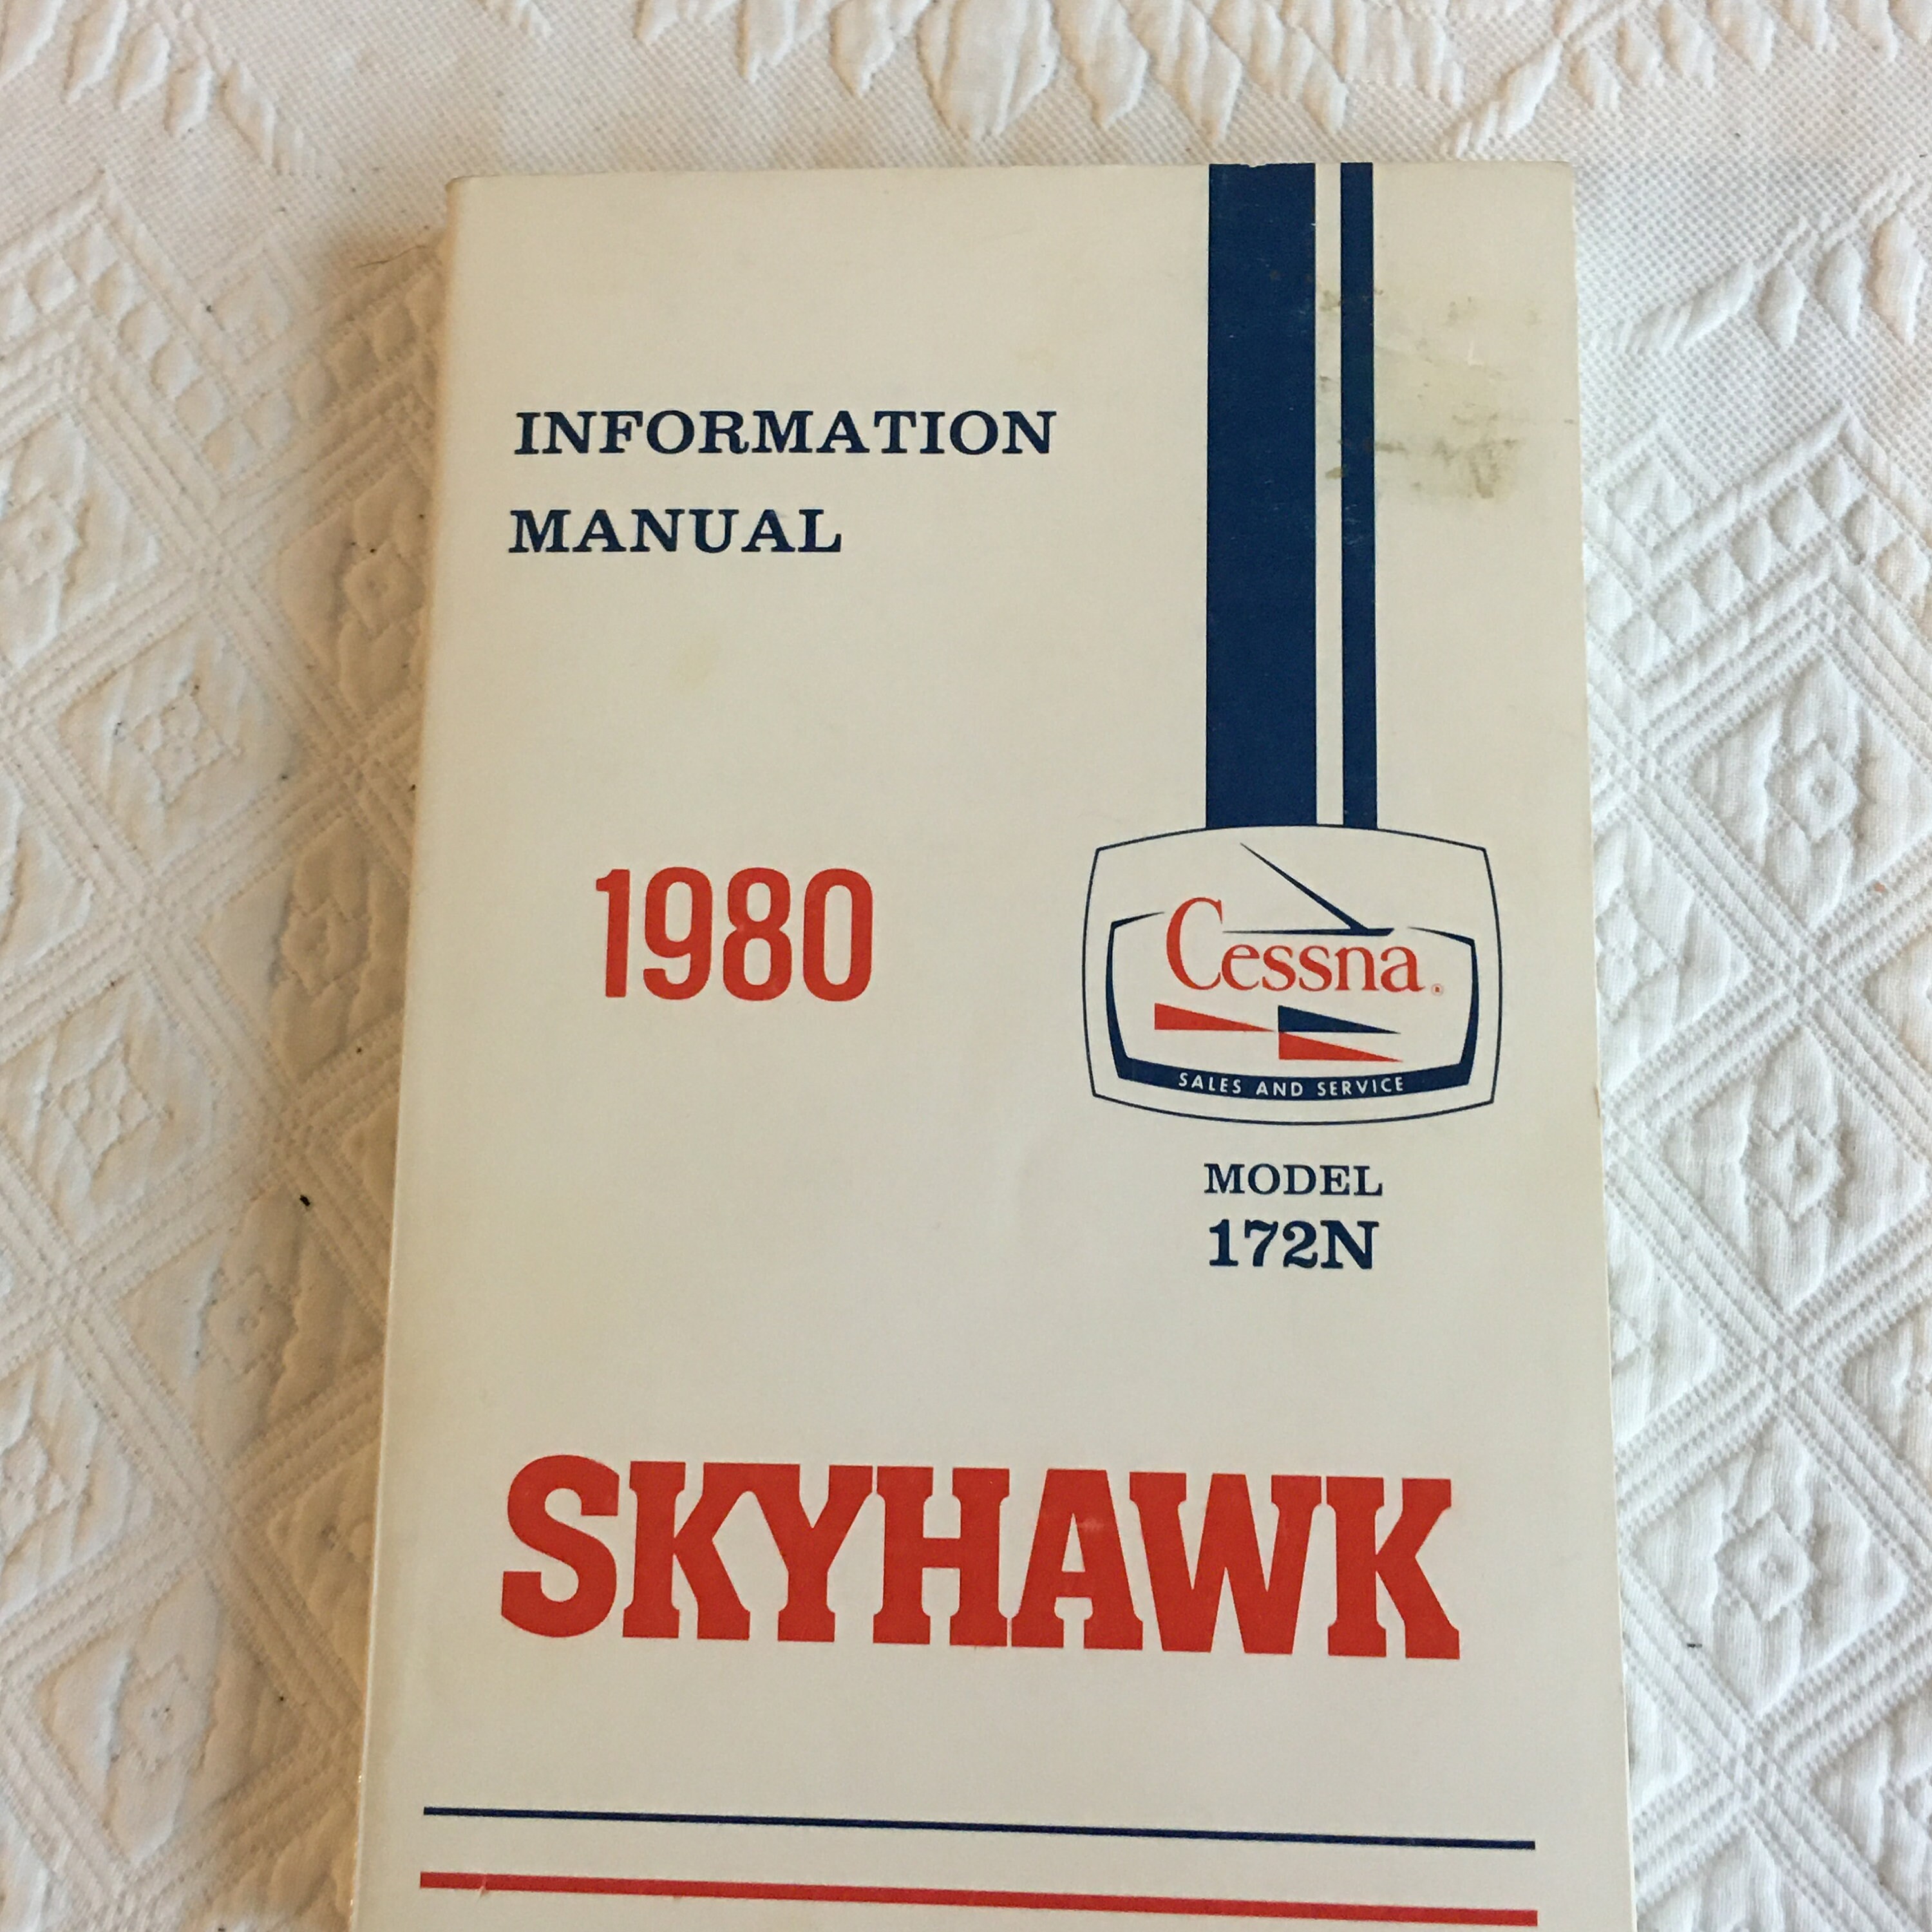 INFORMATION
MANUAL
1980
Cessna®
SALES AND SERVICE
MODEL
172N
SKYHAWK